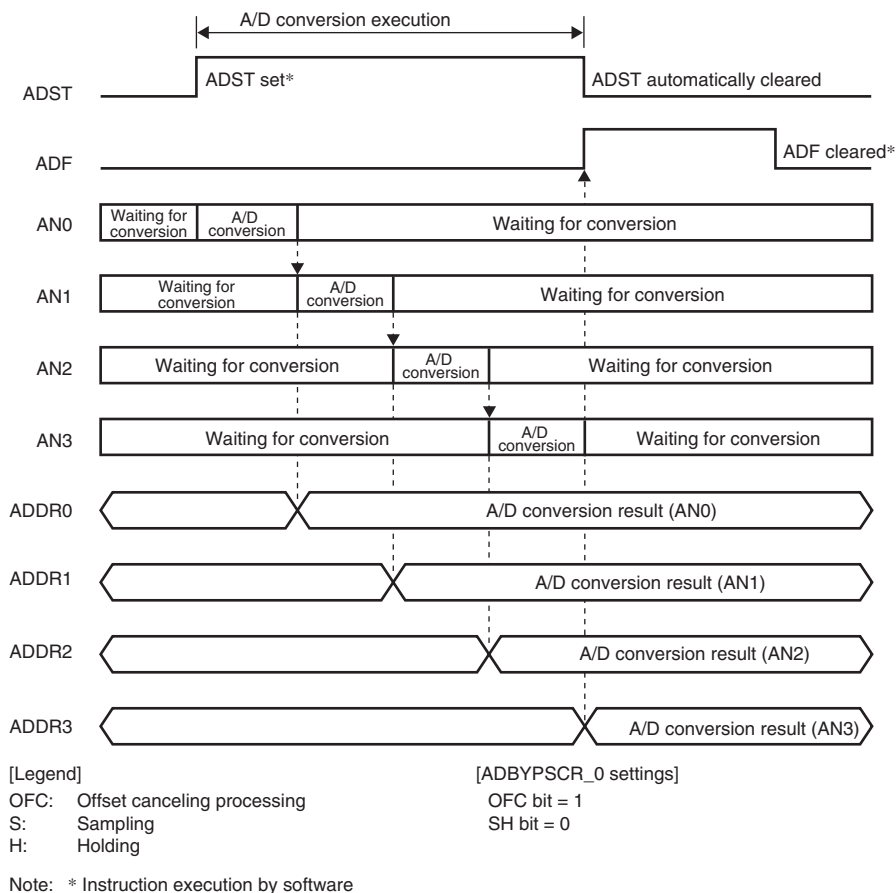 A/D conversion execution
ADST
ADST set*
ADST automatically cleared
ADF
ADF cleared*
AN0
Waiting for
conversion
A/D
conversion
Waiting for conversion
AN1
Waiting for
conversion
A/D
conversion
Waiting for conversion
AN2
Waiting for conversion
A/D
conversion
Waiting for conversion
AN3
Waiting for conversion
A/D
conversion
Waiting for conversion
ADDR0
A/D conversion result (AN0)
ADDR1
A/D conversion result (AN1)
ADDR2
A/D conversion result (AN2)
ADDR3
A/D conversion result (AN3)
[Legend]
OFC: Offset canceling processing
S: Sampling
H: Holding
[ADBYPSCR_0 settings]
OFC bit = 1
SH bit = 0
Note: * Instruction execution by software